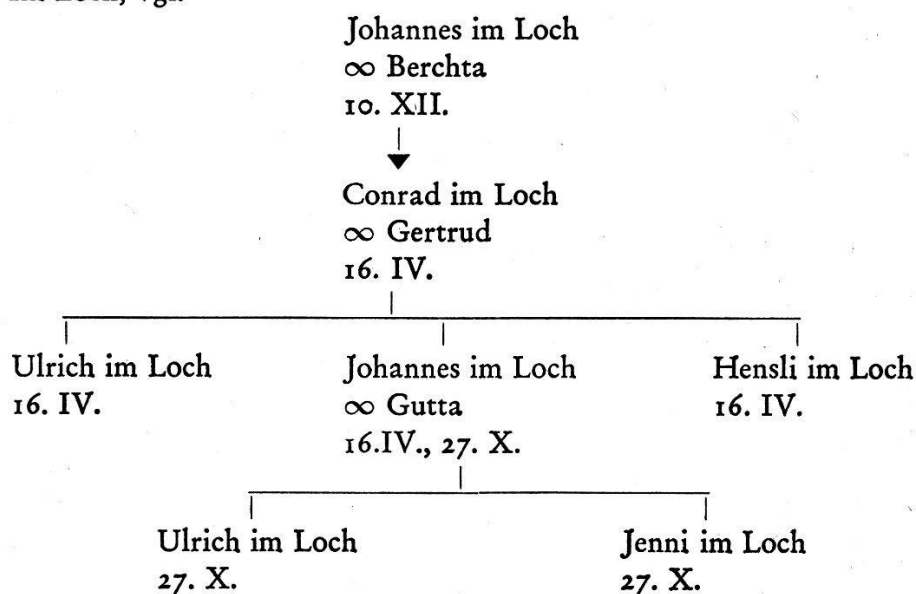 Johannes im Loch
∞ Berchta
10. XII.
Conrad im Loch
∞ Gertrud
16. IV.
Ulrich im Loch
16. IV.
Johannes im Loch
∞ Gutta
16.IV., 27. X.
Hensli im Loch
16. IV.
Ulrich im Loch
27. X.
Jenni im Loch
27. X.